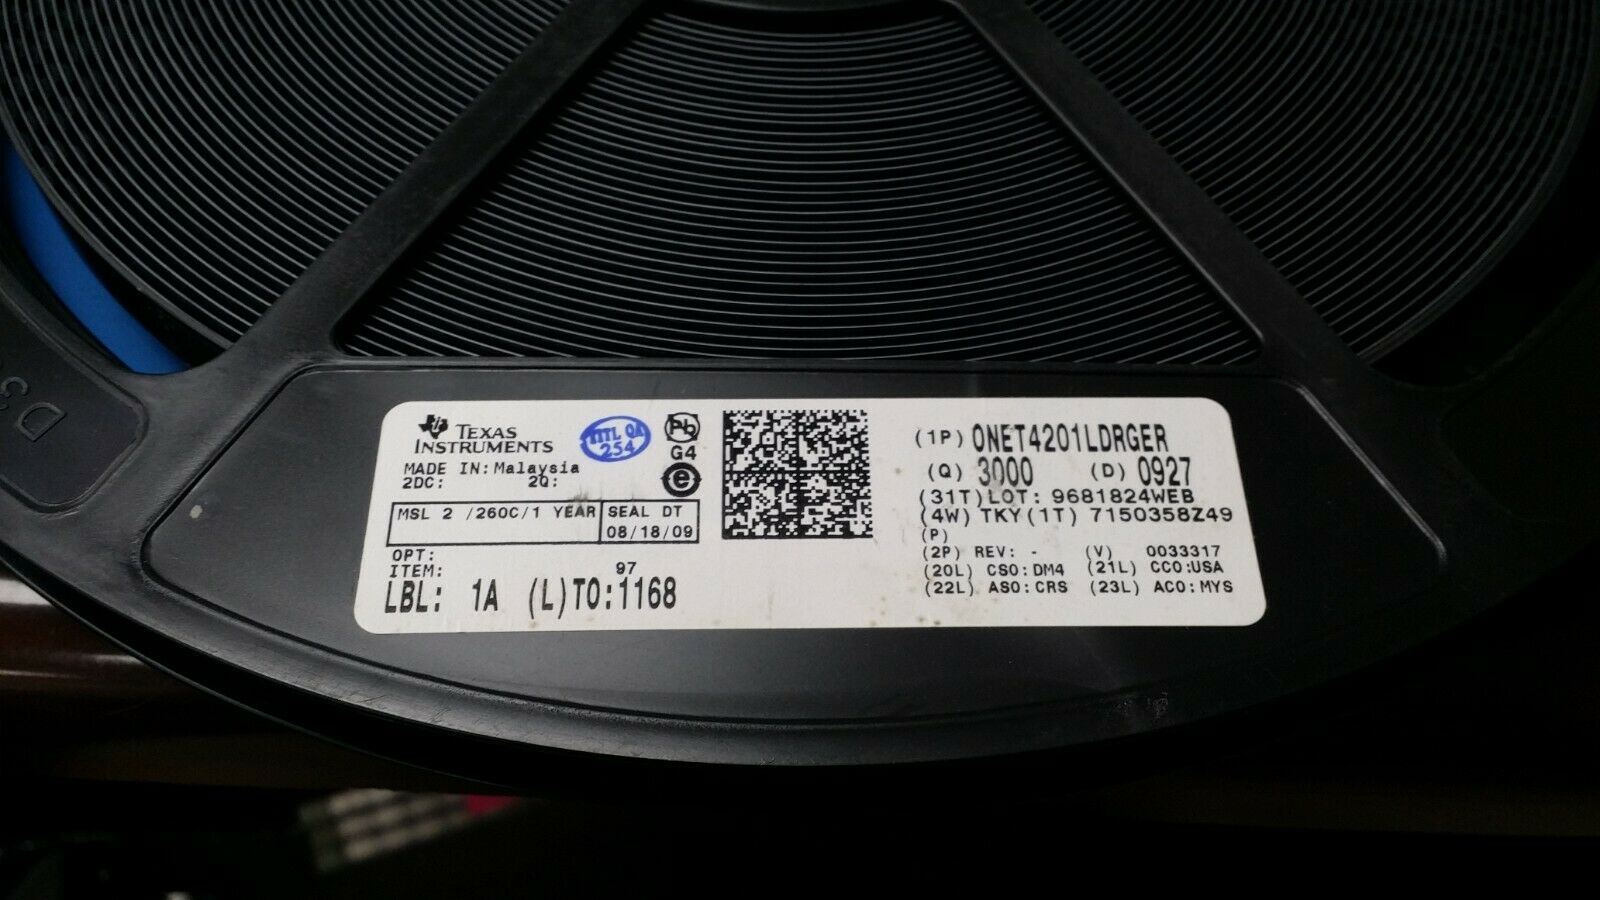 TEXAS
INSTRUMENTS
MADE IN: Malaysia
2DC: 2Q:
TITL QA
254
Pb
G4
e
MSL 2 /260C/1 YEAR
SEAL DT
08/18/09
OPT:
ITEM: 97
LBL: 1A (L)TO:1168
(1P) ONET4201LDRGER
(Q) 3000 (D) 0927
(31T)LOT: 9681824WEB
(4W) TKY(1T) 7150358Z49
(P)
(2P) REV: - (V) 0033317
(20L) CSO:DM4 (21L) CCO:USA
(22L) ASO:CRS (23L) ACO:MYS
D3